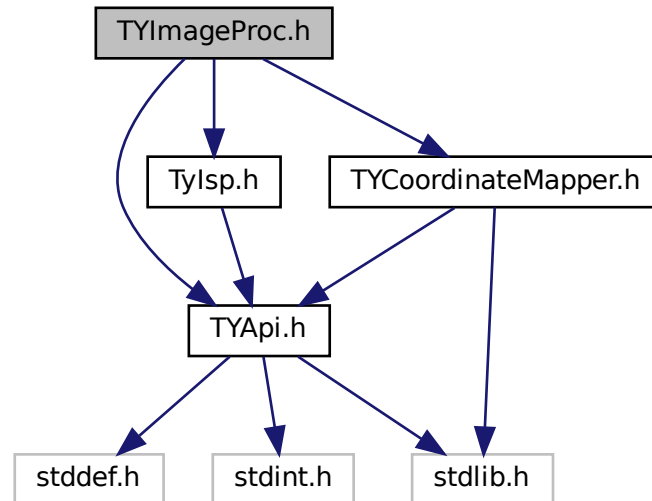 TYImageProc.h
TyIsp.h
TYCoordinateMapper.h
TYApi.h
stddef.h
stdint.h
stdlib.h